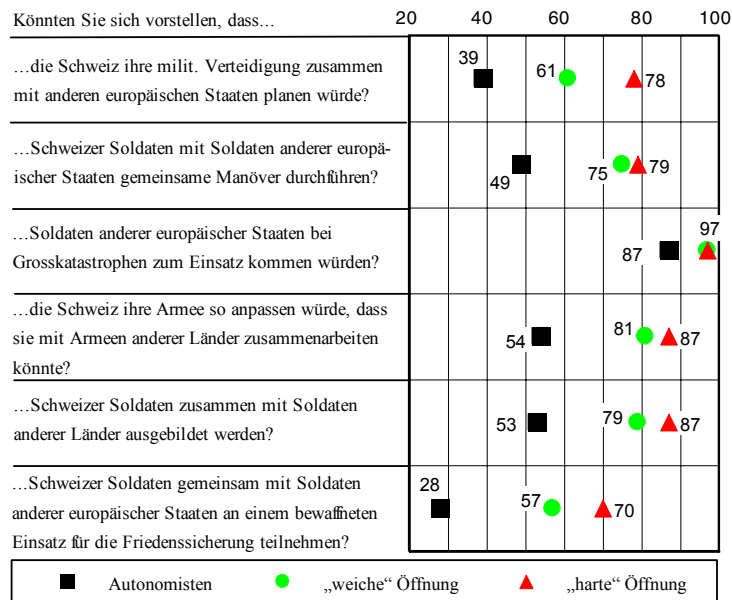 Könnten Sie sich vorstellen, dass... 20 40 60 80 100
39 61 78
...die Schweiz ihre milit. Verteidigung zusammen
mit anderen europäischen Staaten planen würde?
...Schweizer Soldaten mit Soldaten anderer europä-
ischer Staaten gemeinsame Manöver durchführen?
49 75 79
...Soldaten anderer europäischer Staaten bei
Grosskatastrophen zum Einsatz kommen würden?
87 97
...die Schweiz ihre Armee so anpassen würde, dass
sie mit Armeen anderer Länder zusammenarbeiten
könnte?
54 81 87
...Schweizer Soldaten zusammen mit Soldaten
anderer Länder ausgebildet werden?
53 79 87
...Schweizer Soldaten gemeinsam mit Soldaten
anderer europäischer Staaten an einem bewaffneten
Einsatz für die Friedenssicherung teilnehmen?
28 57 70
Autonomisten „weiche“ Öffnung „harte“ Öffnung